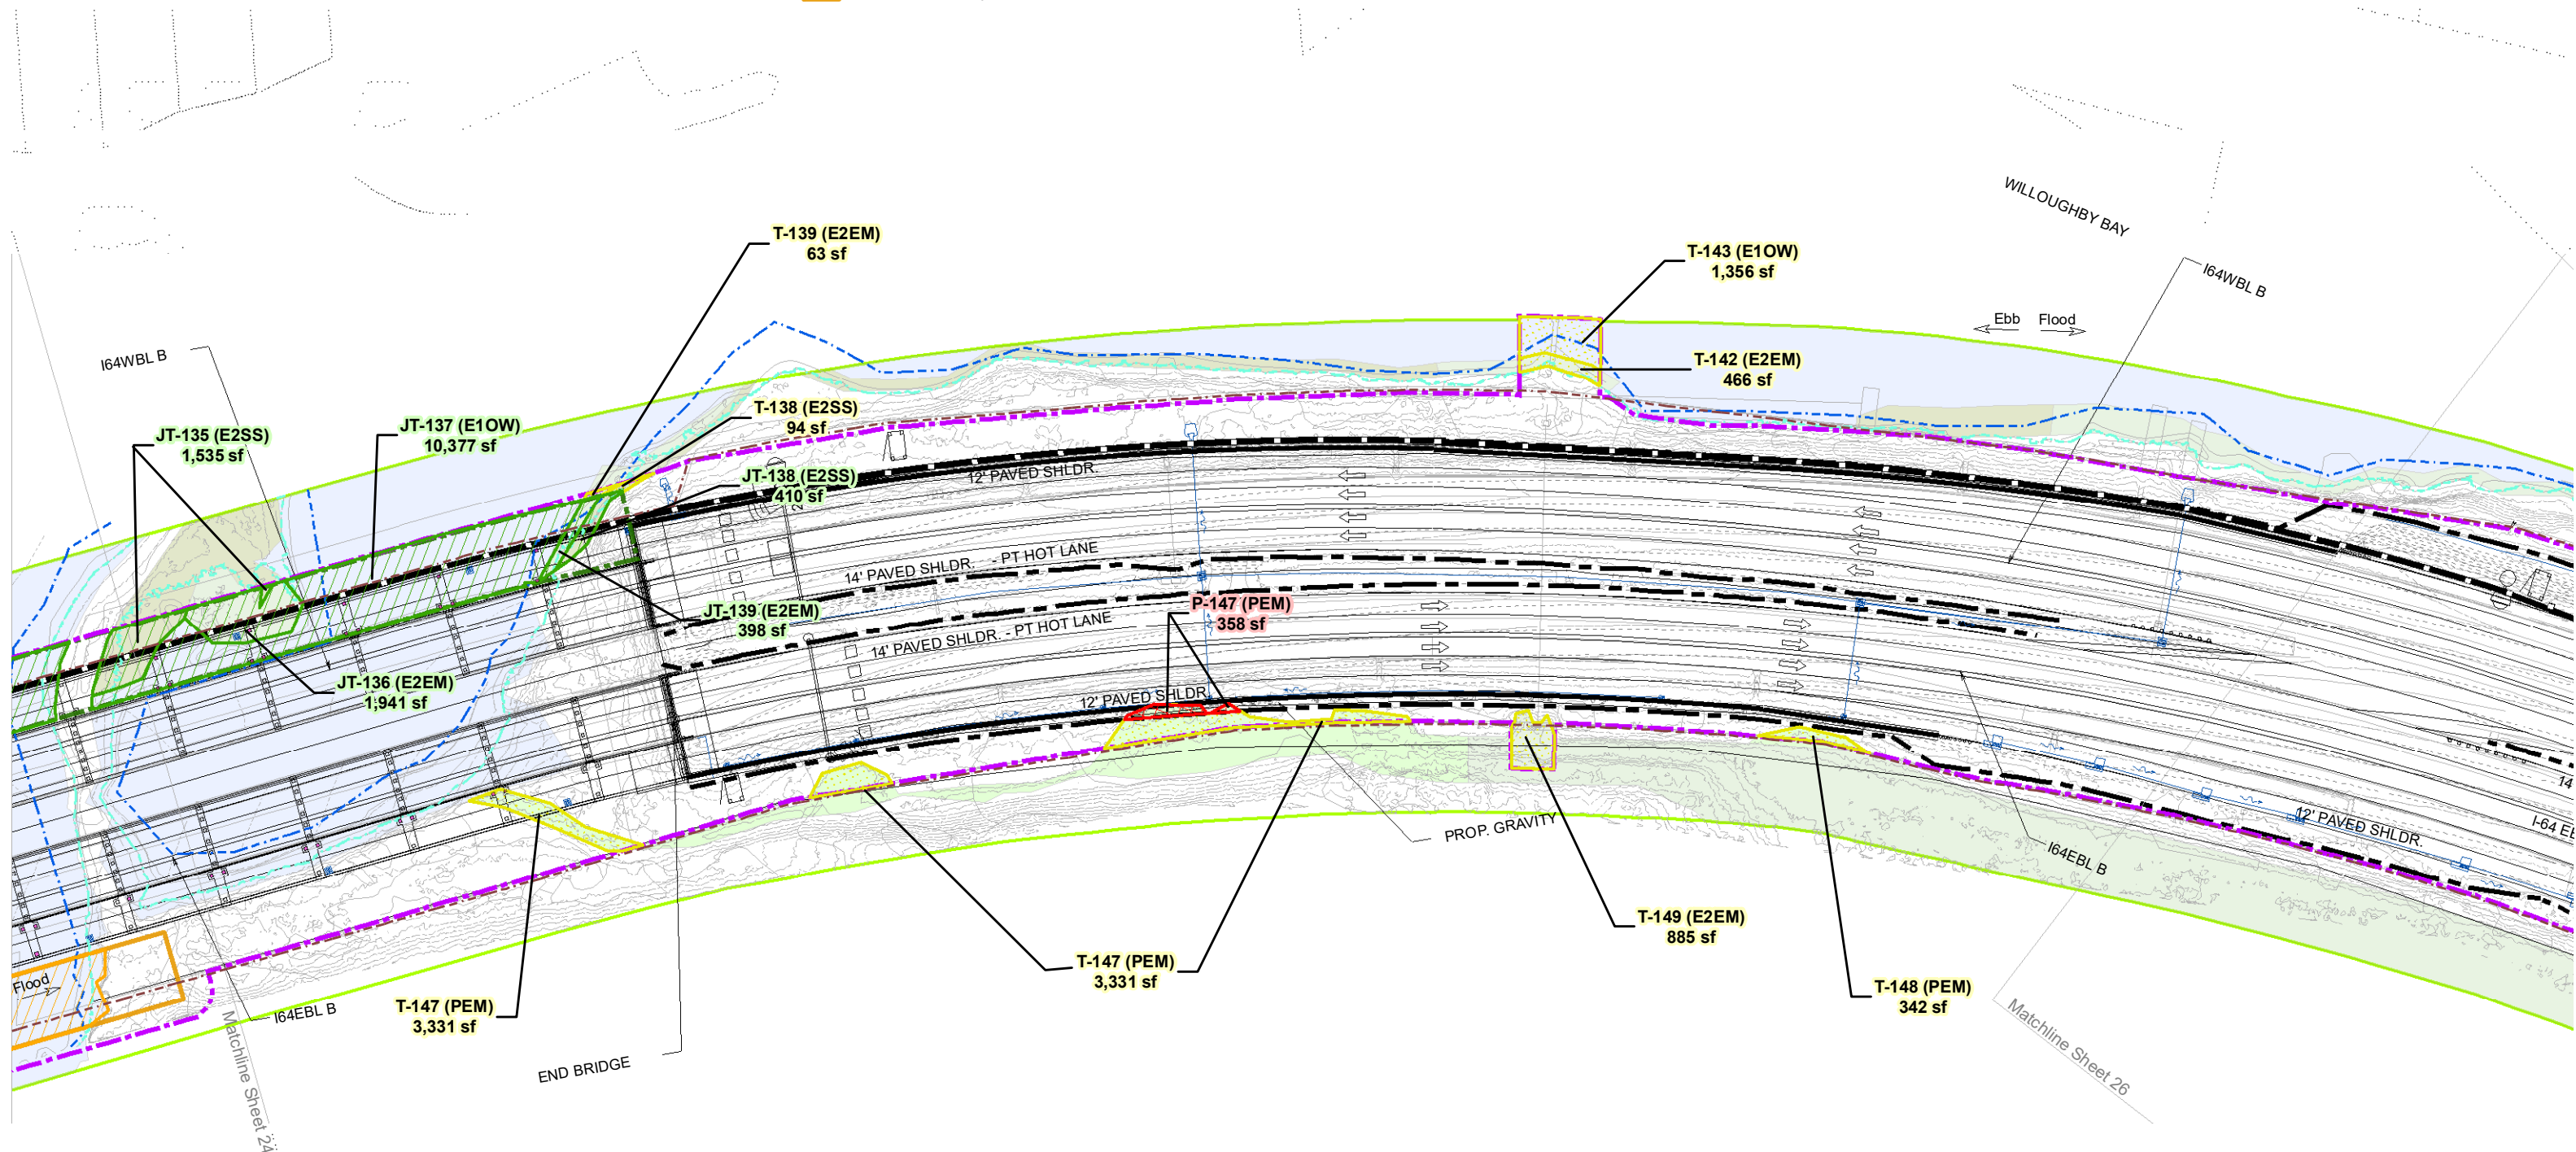 WILLOUGHBY BAY
T-139 (E2EM)
63 sf
T-143 (E1OW)
1,356 sf
I64WBL B
Ebb Flood
I64WBL B
T-142 (E2EM)
466 sf
T-138 (E2SS)
94 sf
JT-137 (E1OW)
10,377 sf
JT-135 (E2SS)
1,535 sf
JT-138 (E2SS)
410 sf
12' PAVED SHLDR.
14' PAVED SHLDR. - PT HOT LANE
JT-139 (E2EM)
398 sf
P-147 (PEM)
358 sf
14' PAVED SHLDR. - PT HOT LANE
JT-136 (E2EM)
1,941 sf
12' PAVED SHLDR.
14
PROP. GRAVITY
12' PAVED SHLDR.
I-64 EB
I64EBL B
T-149 (E2EM)
885 sf
T-147 (PEM)
3,331 sf
Flood
T-148 (PEM)
342 sf
T-147 (PEM)
3,331 sf
I64EBL B
Matchline Sheet 24
END BRIDGE
Matchline Sheet 26